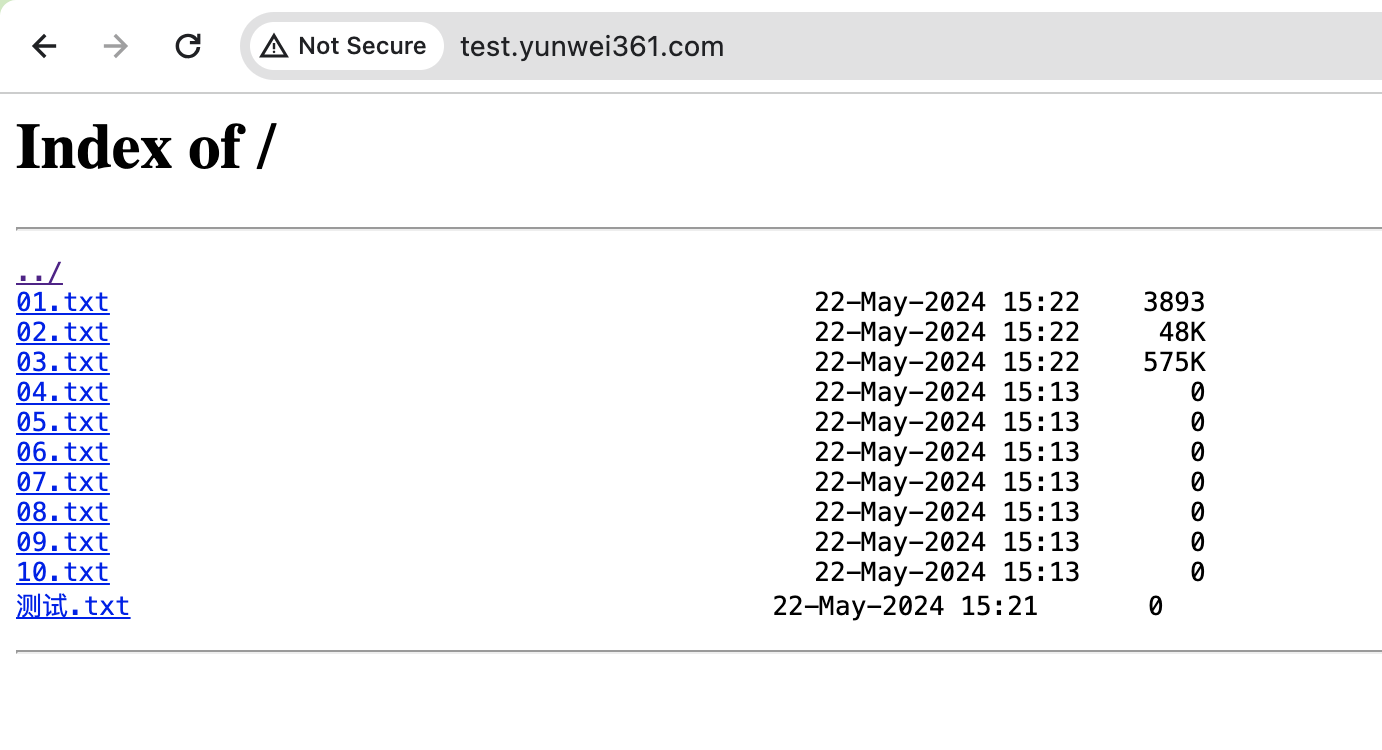 Not Secure test.yunwei361.com
Index of /
../
01.txt 22-May-2024 15:22 3893
02.txt 22-May-2024 15:22 48K
03.txt 22-May-2024 15:22 575K
04.txt 22-May-2024 15:13 0
05.txt 22-May-2024 15:13 0
06.txt 22-May-2024 15:13 0
07.txt 22-May-2024 15:13 0
08.txt 22-May-2024 15:13 0
09.txt 22-May-2024 15:13 0
10.txt 22-May-2024 15:13 0
测试.txt 22-May-2024 15:21 0